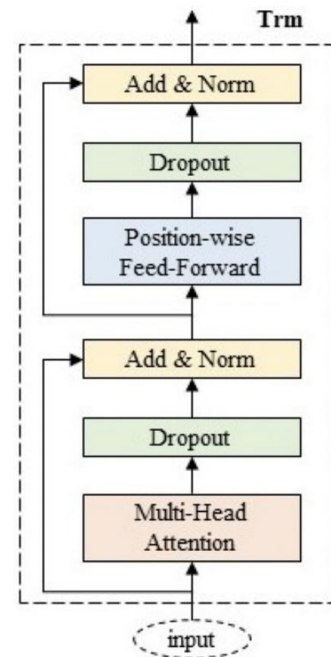 Trm
Add & Norm
Dropout
Position-wise
Feed-Forward
Add & Norm
Dropout
Multi-Head
Attention
input